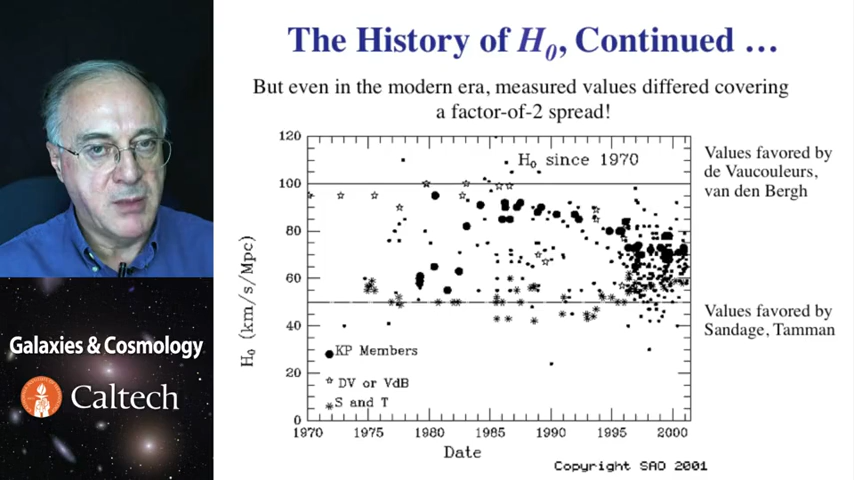 The History of H0, Continued …
But even in the modern era, measured values differed covering
a factor-of-2 spread!
120
100
80
60
40
20
0
H0 (km/s/Mpc)
H0 since 1970
KP Members
DV or VdB
S and T
1970
1975
1980
1985
1990
1995
2000
Date
Copyright SAO 2001
Values favored by
de Vaucouleurs,
van den Bergh
Values favored by
Sandage, Tamman
Galaxies & Cosmology
Caltech